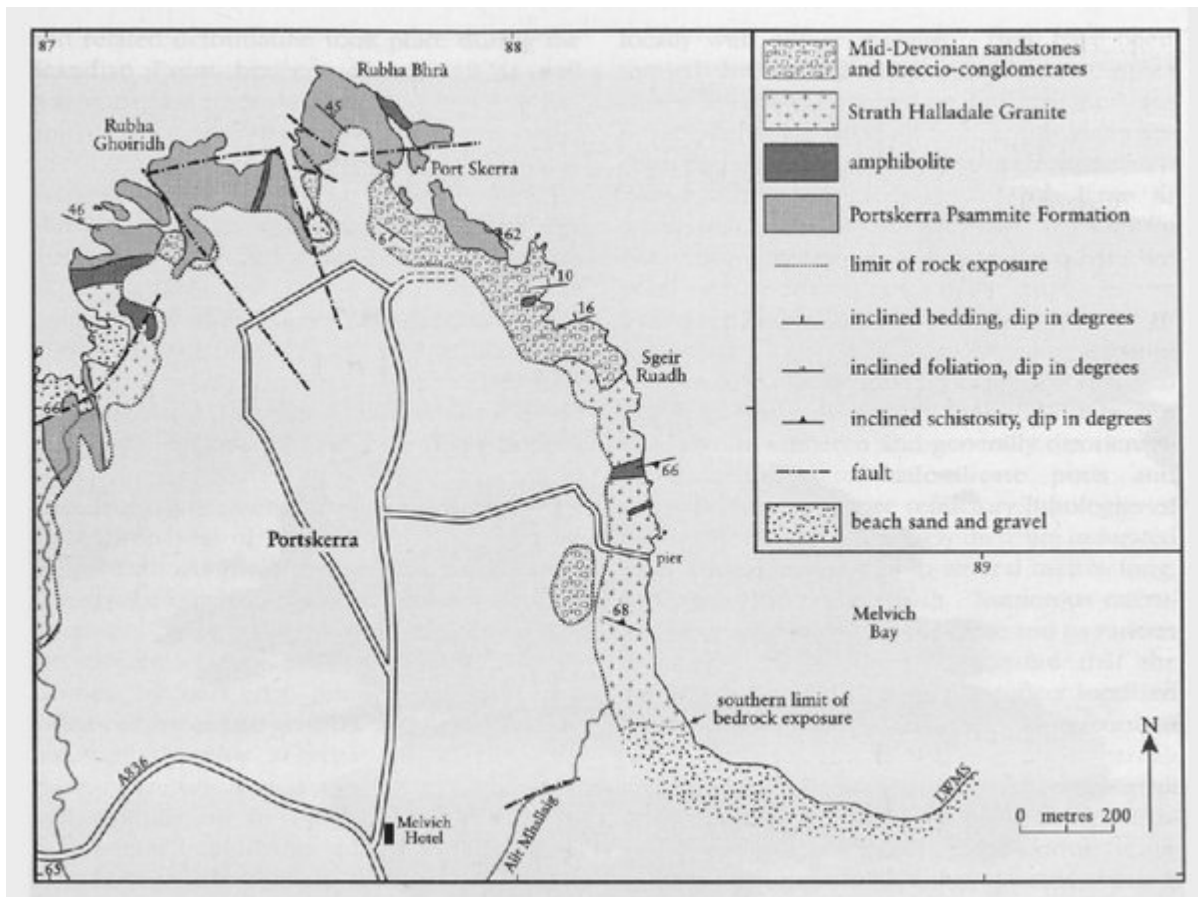 87
88
Rubha Bhrà
45
Rubha
Ghoiridh
Port Skerra
46
6
62
10
16
Sgeir
Ruadh
66
66
Portskerra
pier
68
Melvich
Bay
89
southern limit of
bedrock exposure
A836
Melvich
Hotel
Allt Mhallaig
LWMS
N
0 metres 200
65
Mid-Devonian sandstones
and breccio-conglomerates
Strath Halladale Granite
amphibolite
Portskerra Psammite Formation
limit of rock exposure
inclined bedding, dip in degrees
inclined foliation, dip in degrees
inclined schistosity, dip in degrees
fault
beach sand and gravel